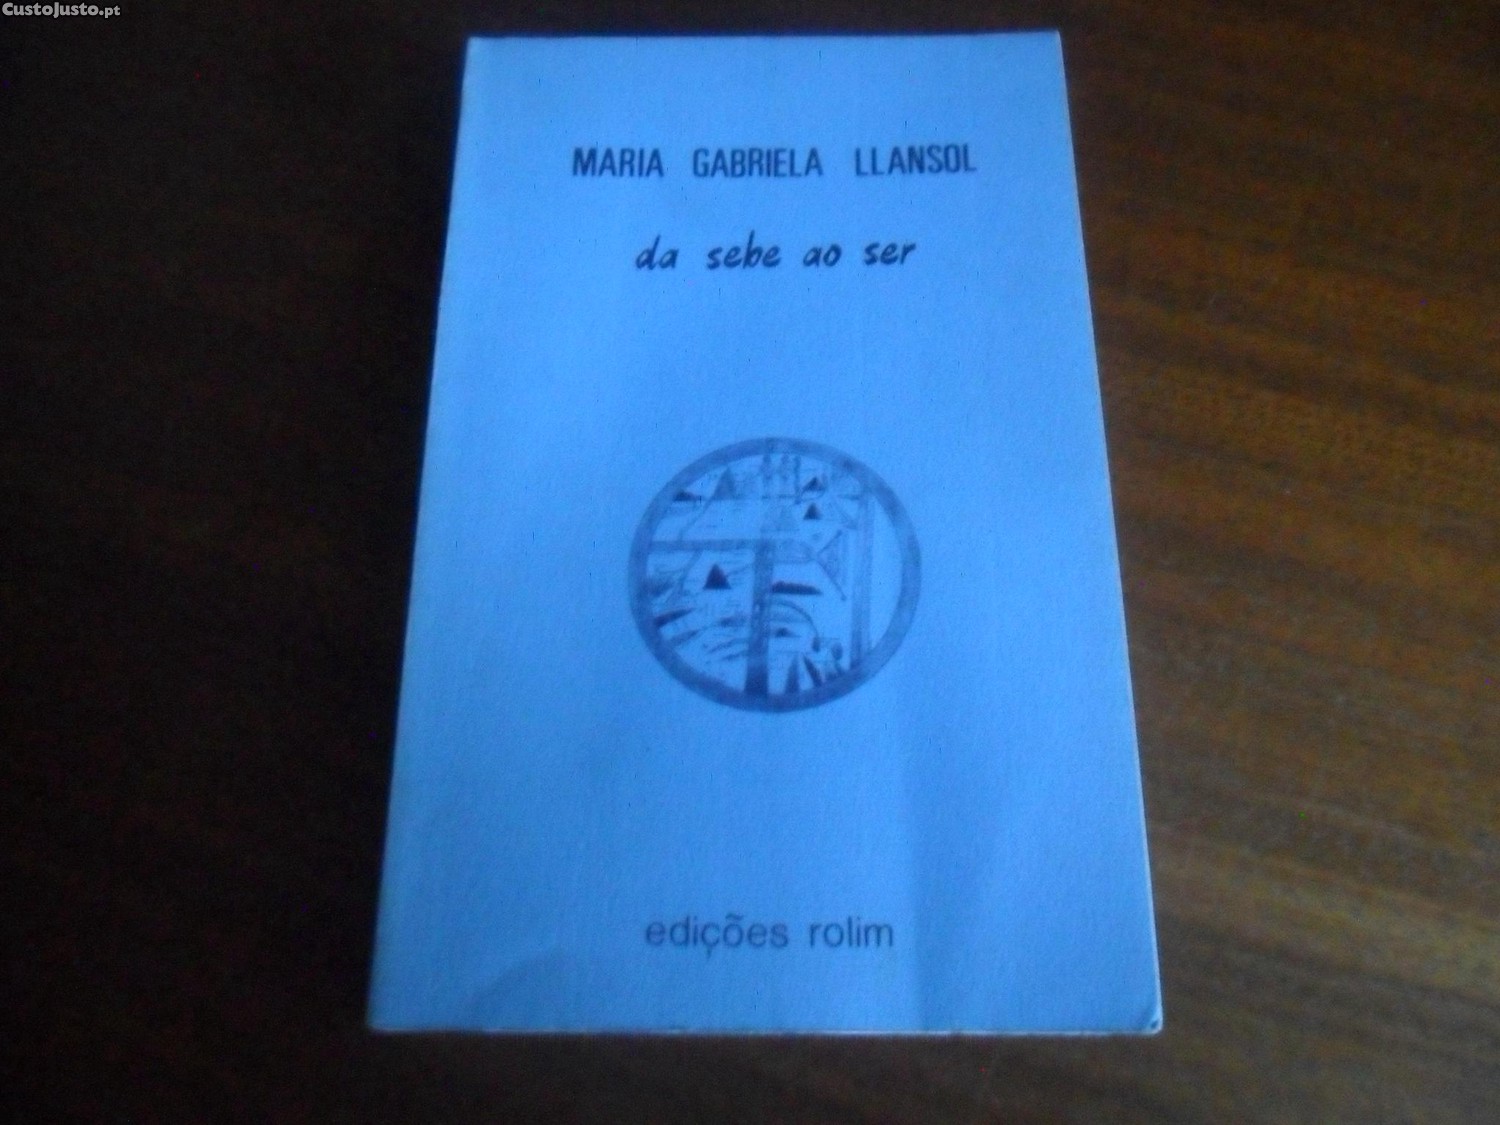 CustoJusto.pt
MARIA GABRIELA LLANSOL
da sebe ao ser
edições rolim